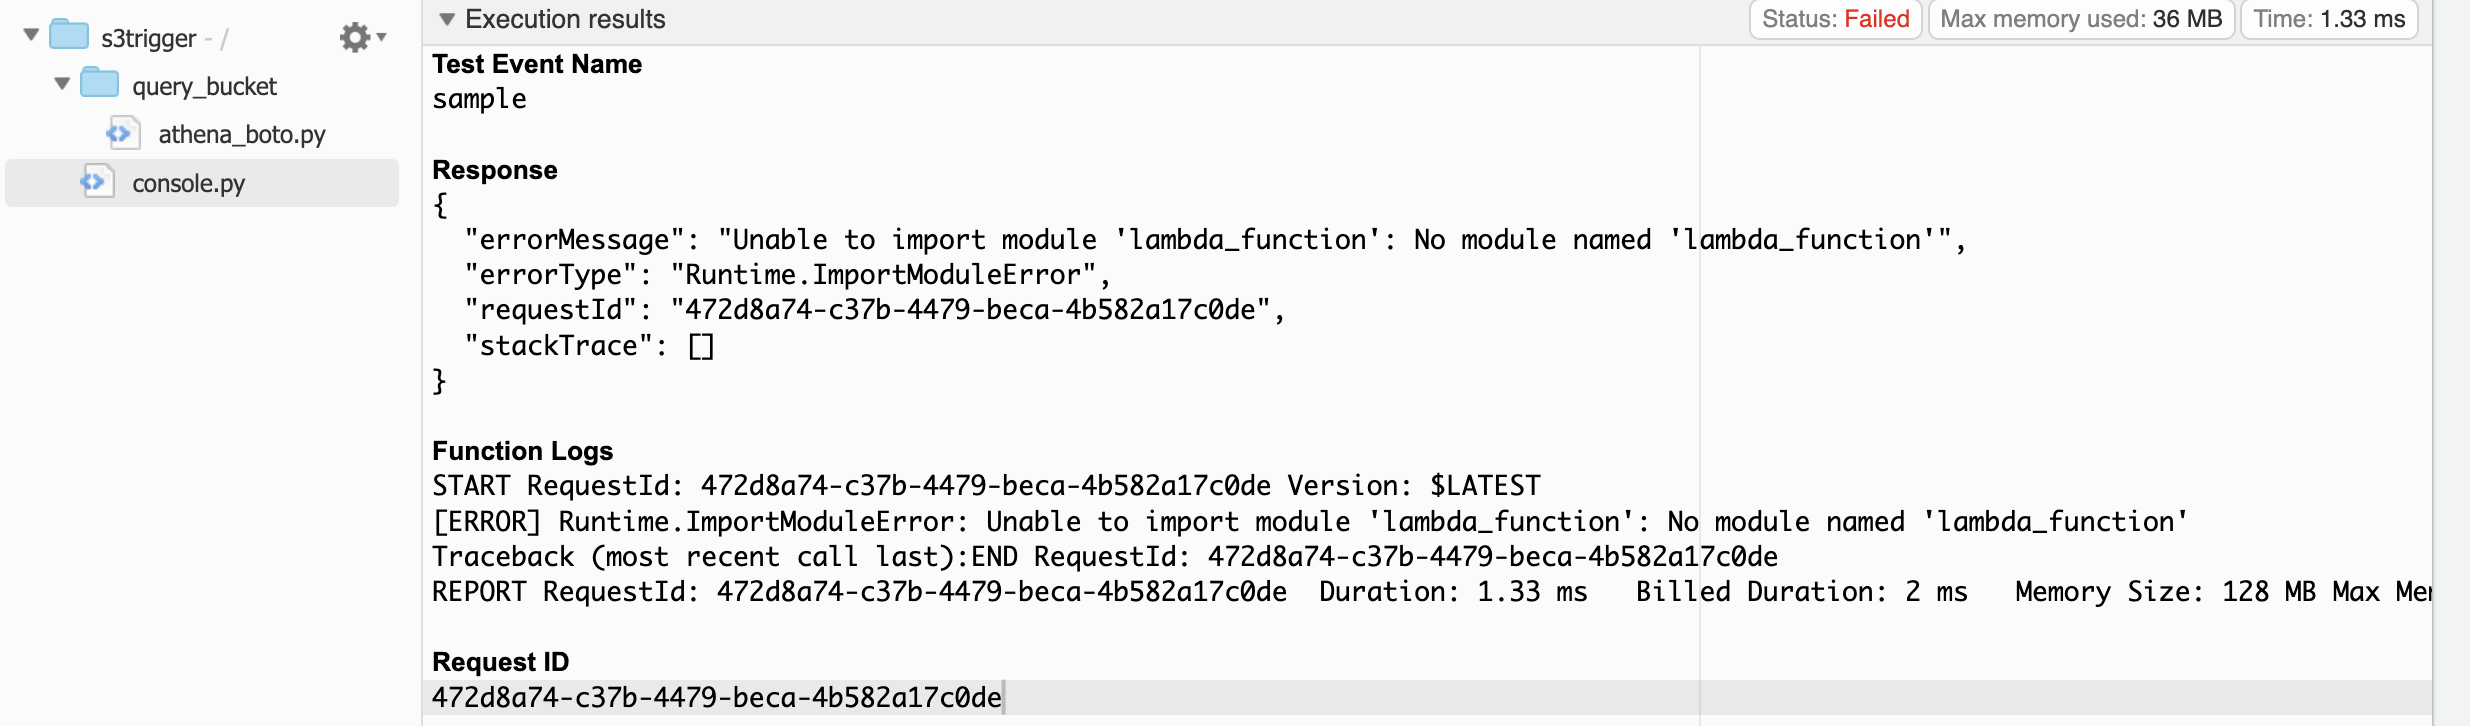 s3trigger - /
query_bucket
athena_boto.py
console.py
Execution results
Status: Failed
Max memory used: 36 MB
Time: 1.33 ms
Test Event Name
sample
Response
{
"errorMessage": "Unable to import module 'lambda_function': No module named 'lambda_function'",
"errorType": "Runtime.ImportModuleError",
"requestId": "472d8a74-c37b-4479-beca-4b582a17c0de",
"stackTrace": []
}
Function Logs
START RequestId: 472d8a74-c37b-4479-beca-4b582a17c0de Version: $LATEST
[ERROR] Runtime.ImportModuleError: Unable to import module 'lambda_function': No module named 'lambda_function'
Traceback (most recent call last):END RequestId: 472d8a74-c37b-4479-beca-4b582a17c0de
REPORT RequestId: 472d8a74-c37b-4479-beca-4b582a17c0de Duration: 1.33 ms Billed Duration: 2 ms Memory Size: 128 MB Max
Request ID
472d8a74-c37b-4479-beca-4b582a17c0de